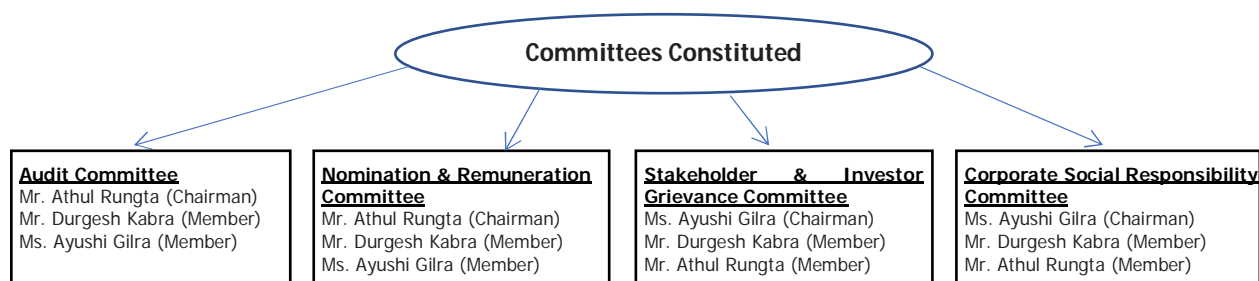 Committees Constituted
Audit Committee
Mr. Athul Rungta (Chairman)
Mr. Durgesh Kabra (Member)
Ms. Ayushi Gilra (Member)
Nomination & Remuneration
Committee
Mr. Athul Rungta (Chairman)
Mr. Durgesh Kabra (Member)
Ms. Ayushi Gilra (Member)
Stakeholder & Investor
Grievance Committee
Ms. Ayushi Gilra (Chairman)
Mr. Durgesh Kabra (Member)
Mr. Athul Rungta (Member)
Corporate Social Responsibility
Committee
Ms. Ayushi Gilra (Chairman)
Mr. Durgesh Kabra (Member)
Mr. Athul Rungta (Member)